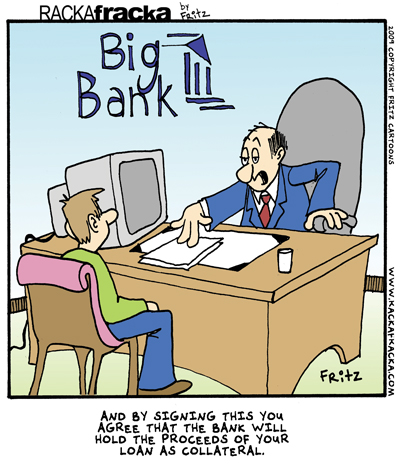 RACKAfracka by Fritz
Big
Bank
2009 COPYRIGHT FRITZ CARTOONS
WWW.RACKAFRACKA.COM
FRitz
AND BY SIGNING THIS YOU
AGREE THAT THE BANK WILL
HOLD THE PROCEEDS OF YOUR
LOAN AS COLLATERAL.